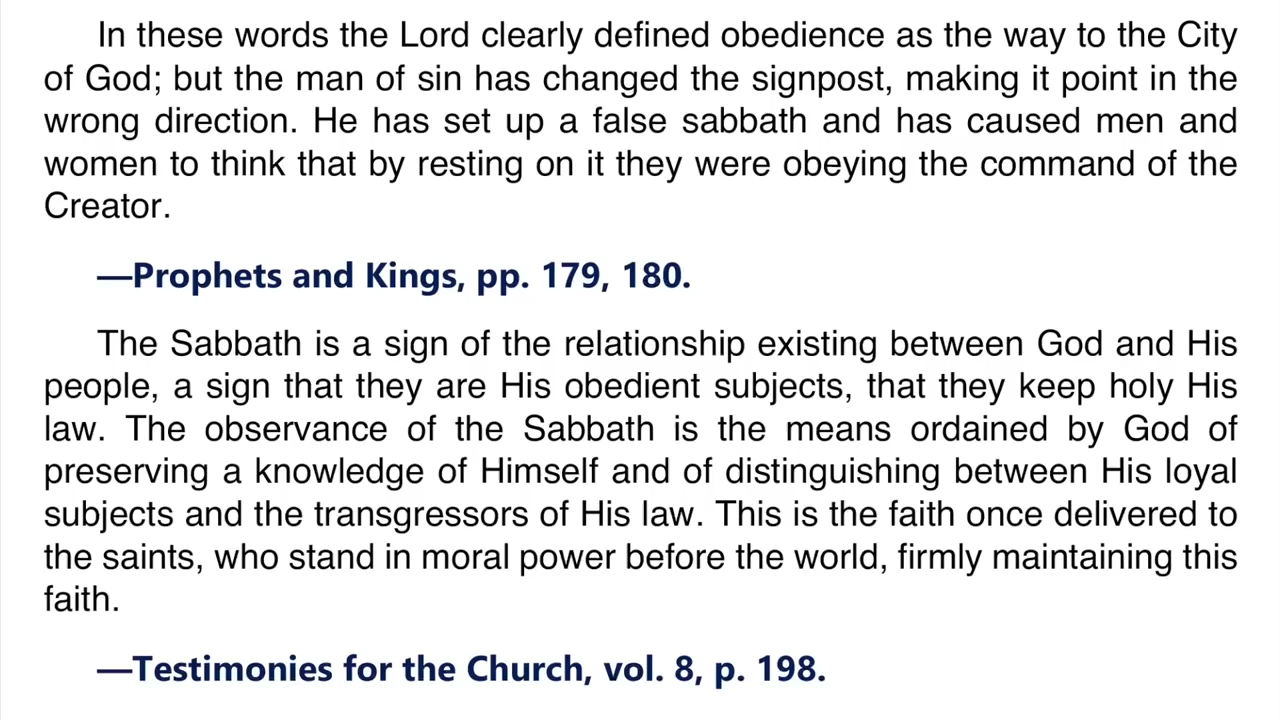 In these words the Lord clearly defined obedience as the way to the City
of God; but the man of sin has changed the signpost, making it point in the
wrong direction. He has set up a false sabbath and has caused men and
women to think that by resting on it they were obeying the command of the
Creator.
—Prophets and Kings, pp. 179, 180.
The Sabbath is a sign of the relationship existing between God and His
people, a sign that they are His obedient subjects, that they keep holy His
law. The observance of the Sabbath is the means ordained by God of
preserving a knowledge of Himself and of distinguishing between His loyal
subjects and the transgressors of His law. This is the faith once delivered to
the saints, who stand in moral power before the world, firmly maintaining this
faith.
—Testimonies for the Church, vol. 8, p. 198.